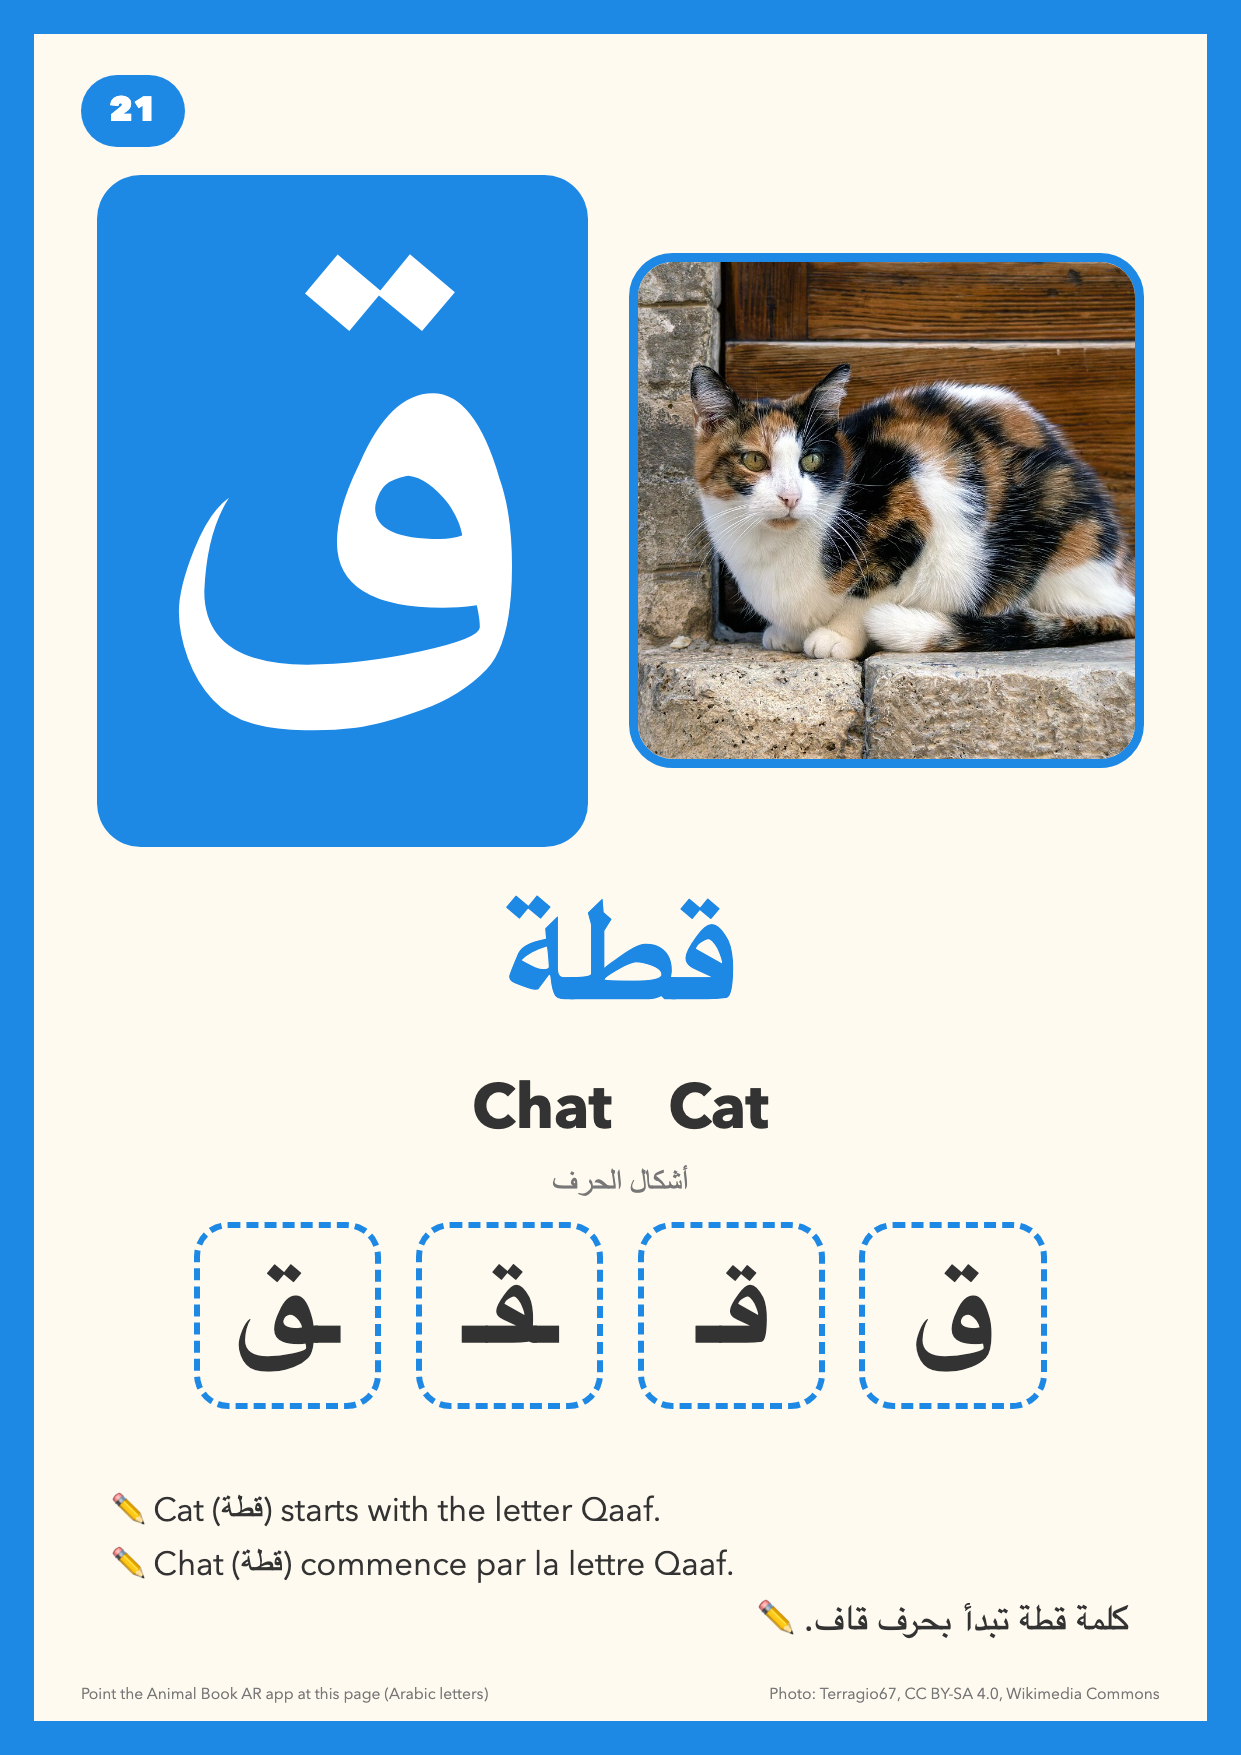 21
ق
قطة
Chat Cat
أشكال الحرف
ق قـ ـقـ ـق
✏️ Cat (قطة) starts with the letter Qaaf.
✏️ Chat (قطة) commence par la lettre Qaaf.
كلمة قطة تبدأ بحرف قاف. ✏️
Point the Animal Book AR app at this page (Arabic letters)
Photo: Terragio67, CC BY-SA 4.0, Wikimedia Commons